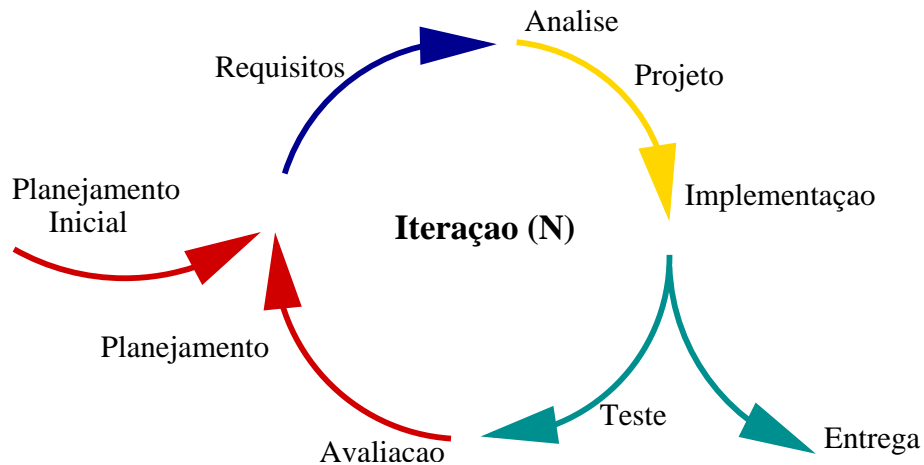 Analise
Requisitos
Projeto
Planejamento
Inicial
Implementaçao
Iteraçao (N)
Planejamento
Teste
Entrega
Avaliacao